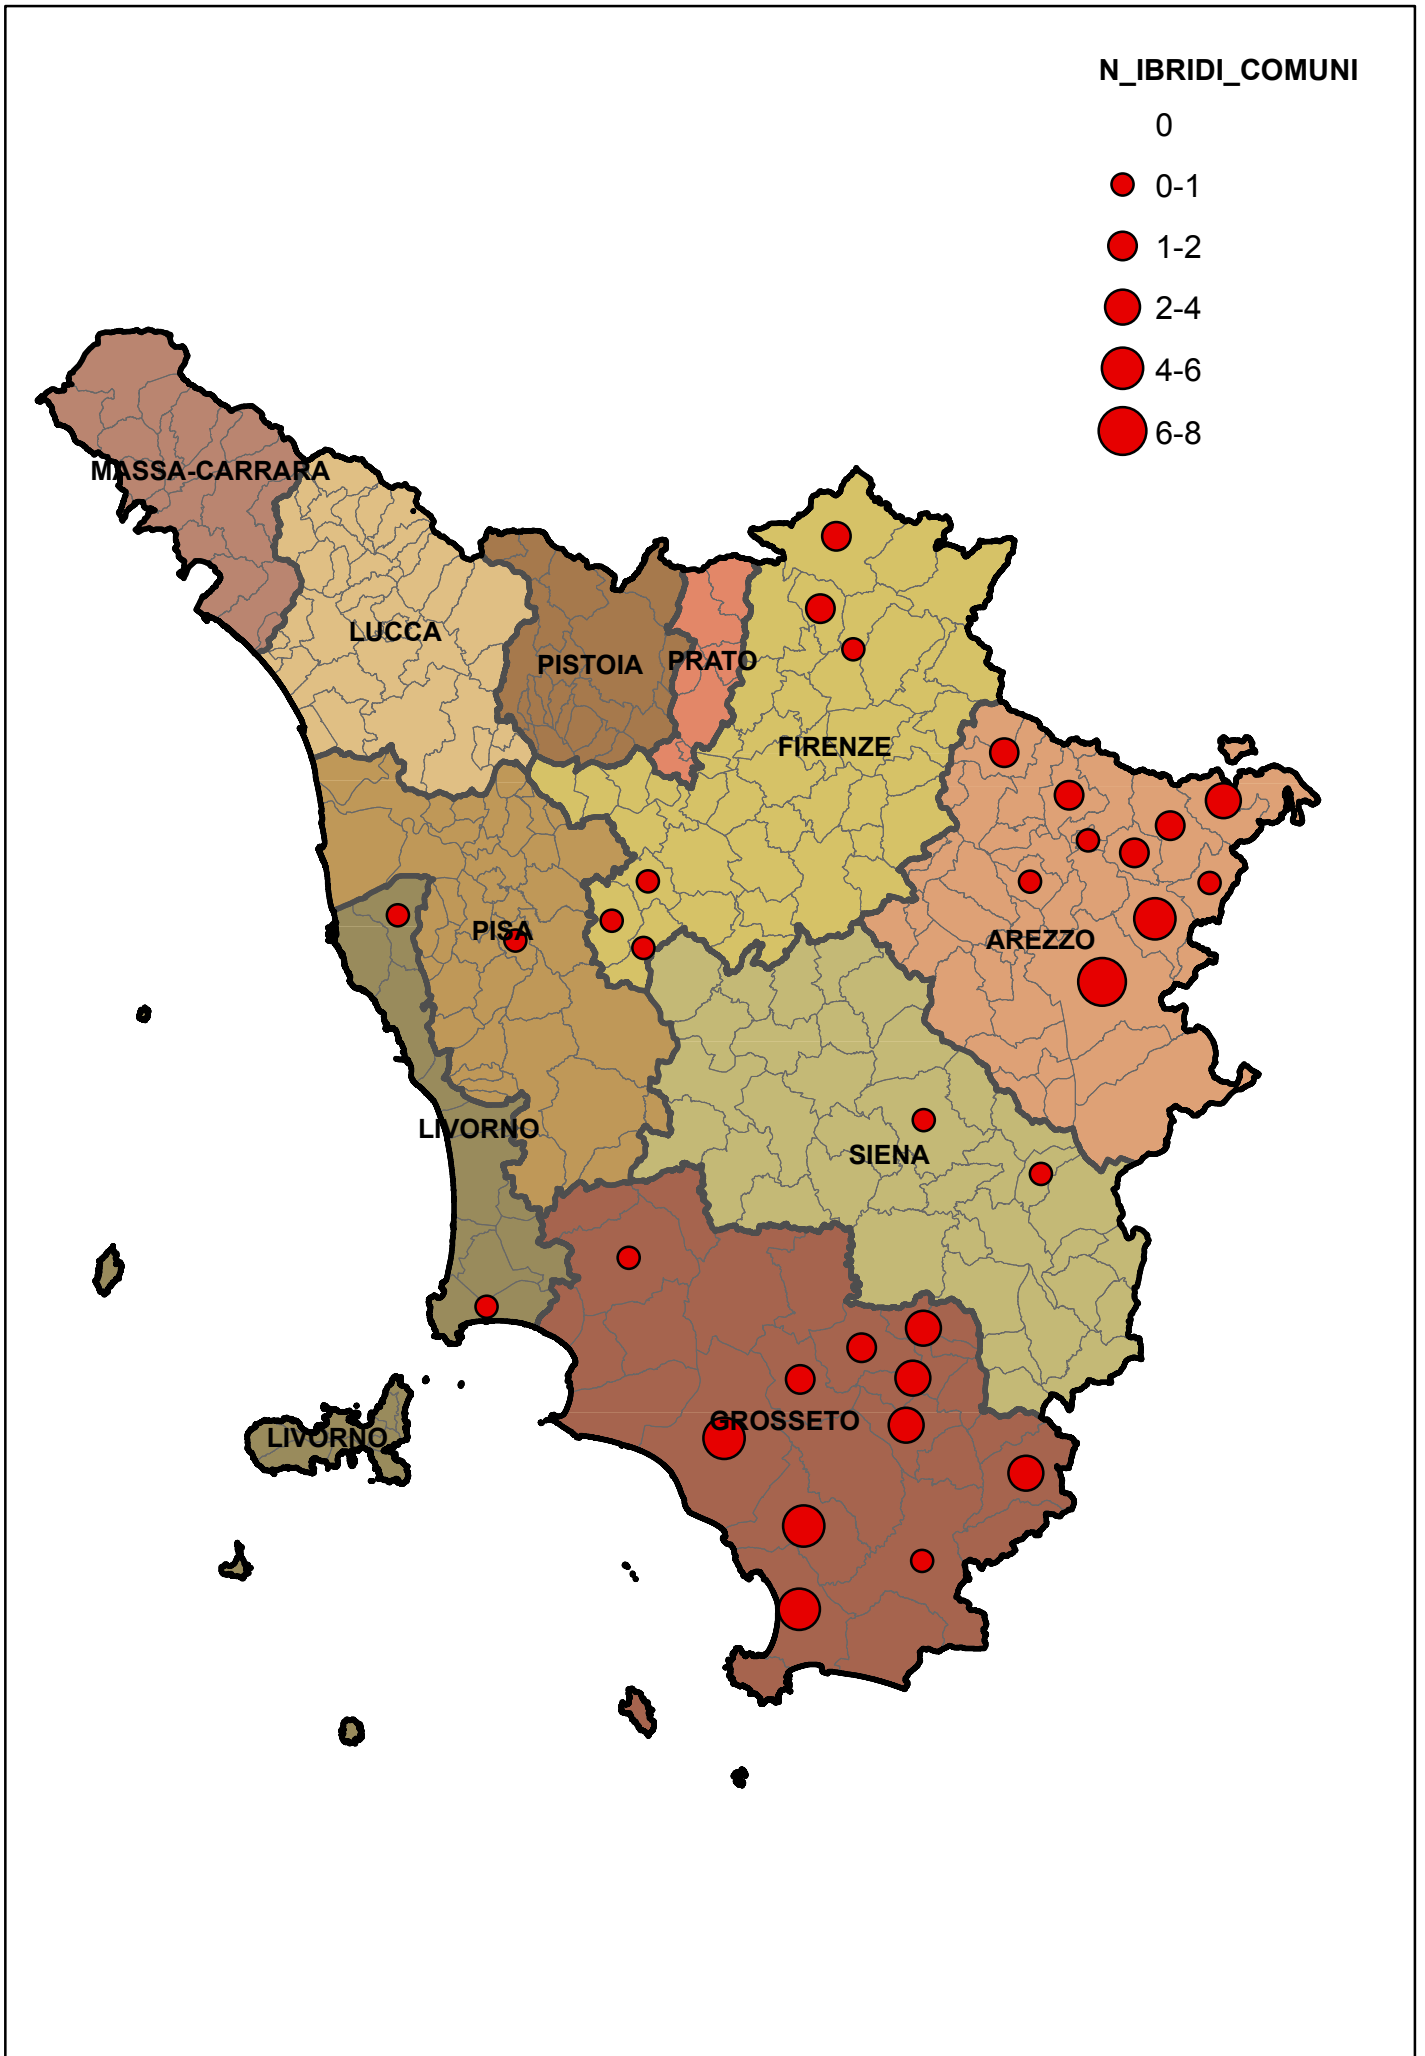 N_IBRIDI_COMUNI
0
0-1
1-2
2-4
4-6
6-8
MASSA-CARRARA
LUCCA
PISTOIA
PRATO
FIRENZE
PISA
AREZZO
LIVORNO
SIENA
GROSSETO
LIVORNO